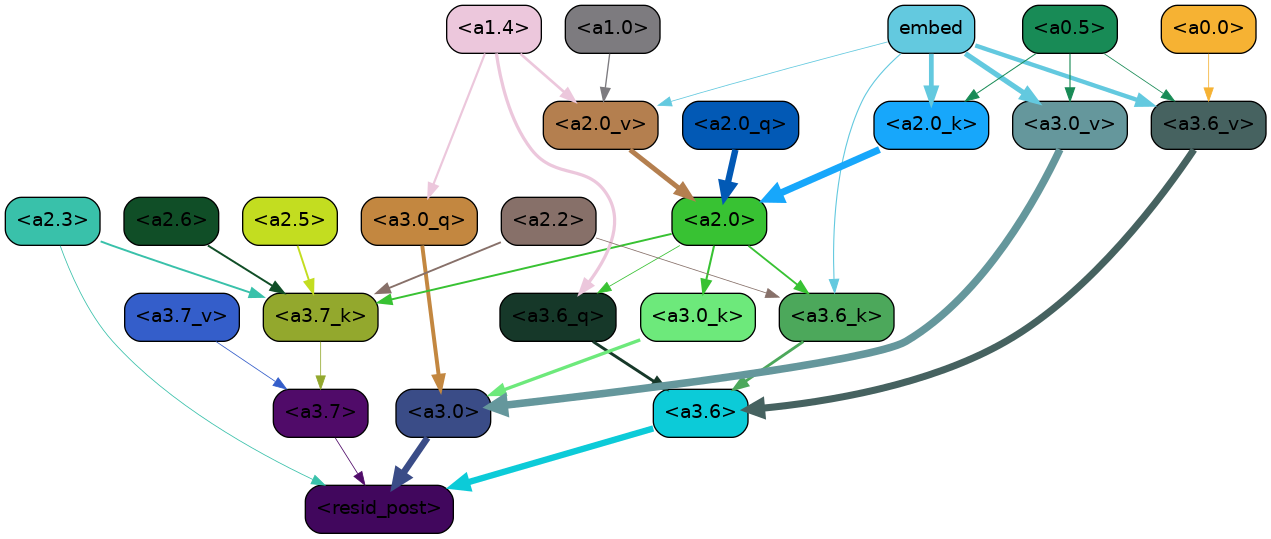 <a1.4> <a1.0> embed <a0.5> <a0.0>
<a2.0_v> <a2.0_q> <a2.0_k> <a3.0_v> <a3.6_v>
<a2.3> <a2.6> <a2.5> <a3.0_q> <a2.2> <a2.0>
<a3.7_v> <a3.7_k> <a3.6_q> <a3.0_k> <a3.6_k>
<a3.7> <a3.0> <a3.6>
<resid_post>